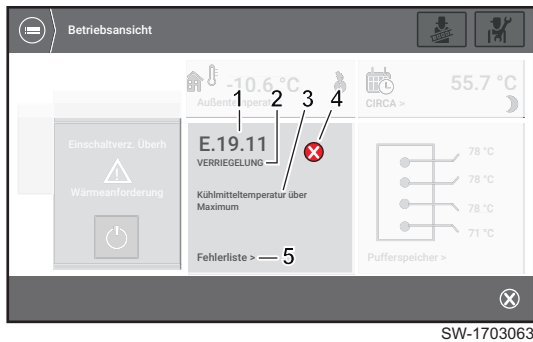 Betriebsansicht
-10.6 °C
Außentemperatur
55.7 °C
CIRCA >
1
2
3
4
E.19.11
VERRIEGELUNG
Kühlmitteltemperatur über
Maximum
Fehlerliste >
5
Einschaltverz. Überh
Wärmeanforderung
78 °C
78 °C
78 °C
71 °C
Pufferspeicher >
SW-1703063